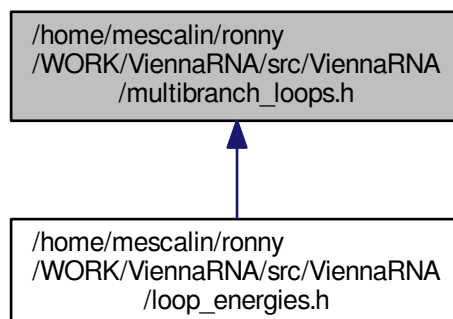 /home/mescalin/ronny
/WORK/ViennaRNA/src/ViennaRNA
/multibranch_loops.h
/home/mescalin/ronny
/WORK/ViennaRNA/src/ViennaRNA
/loop_energies.h